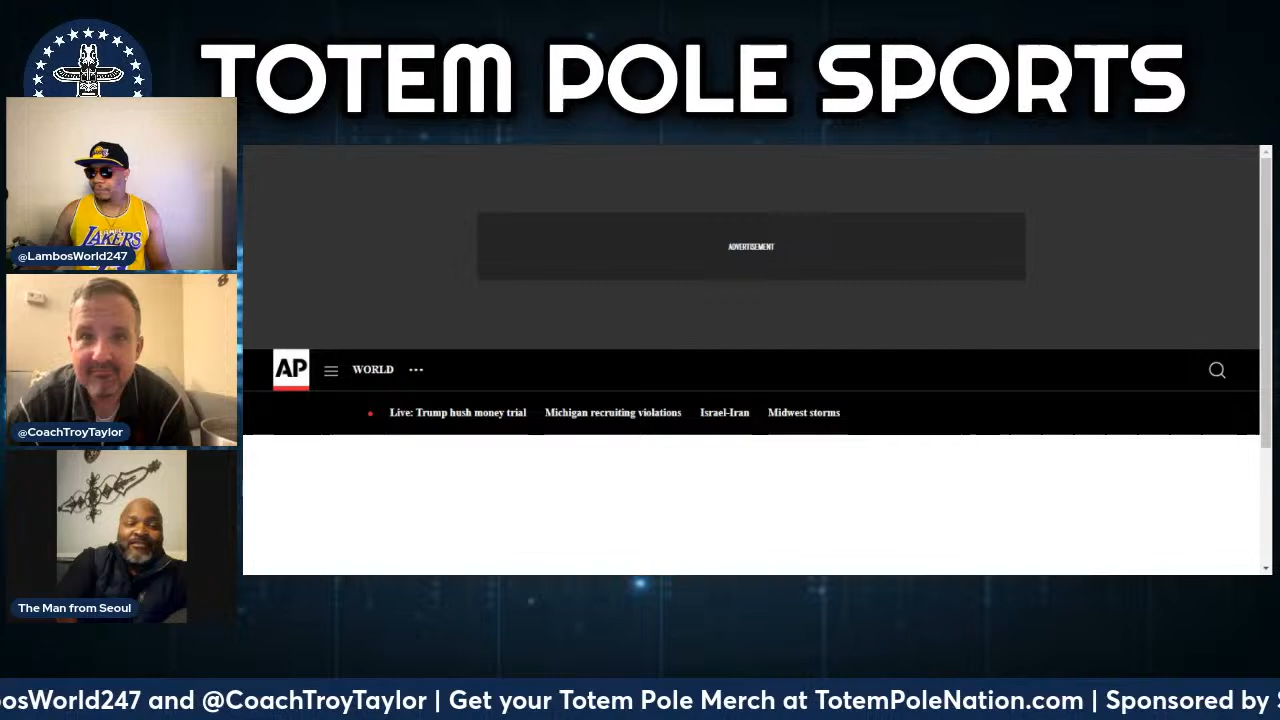 TOTEM POLE SPORTS
LAKERS
@LambosWorld247
ADVERTISEMENT
AP
WORLD
Live: Trump hush money trial Michigan recruiting violations Israel-Iran Midwest storms
@CoachTroyTaylor
The Man from Seoul
osWorld247 and @CoachTroyTaylor | Get your Totem Pole Merch at TotemPoleNation.com | Sponsored by